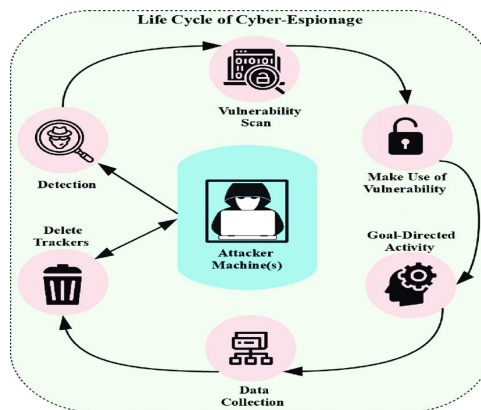 Life Cycle of Cyber-Espionage
Vulnerability
Scan
Detection
Make Use of
Vulnerability
Delete
Trackers
Attacker
Machine(s)
Goal-Directed
Activity
Data
Collection